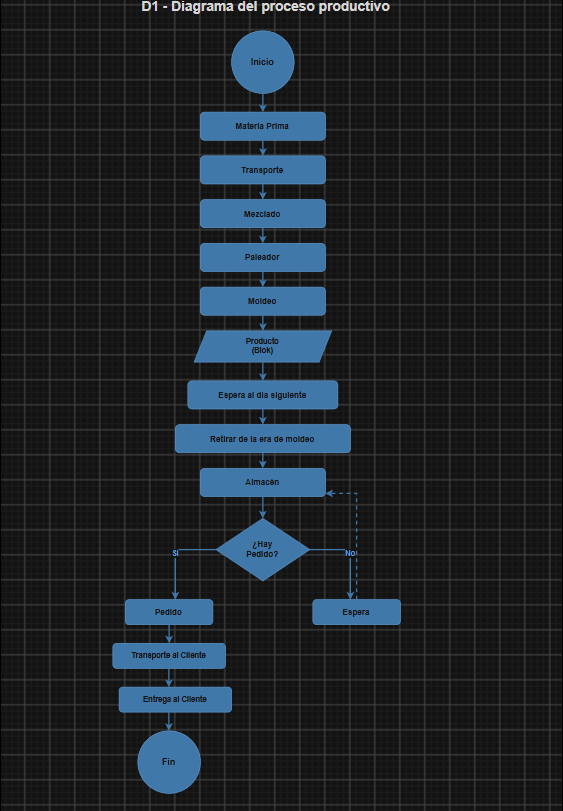 D1 - Diagrama del proceso productivo
Inicio
Materia Prima
Transporte
Mezclado
Paleador
Moldeo
Producto
(Blok)
Espera al dia siguiente
Retirar de la era de moldeo
Almacén
¿Hay
Pedido?
Si
No
Pedido
Espera
Transporte al Cliente
Entrega al Cliente
Fin